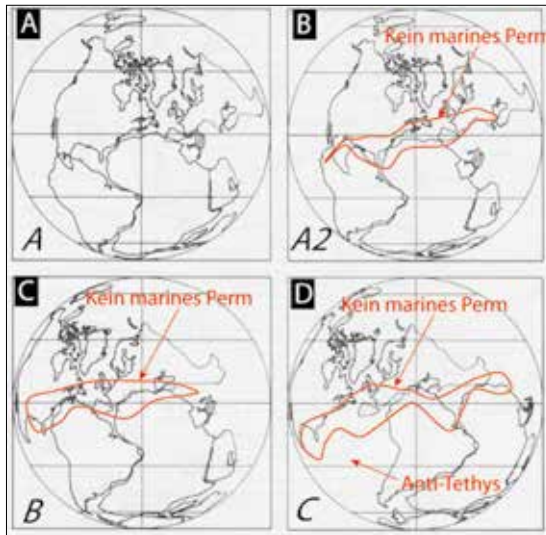 A
A
B
Kein marines Perm
A2
C
Kein marines Perm
B
D
Kein marines Perm
Anti-Tethys
C